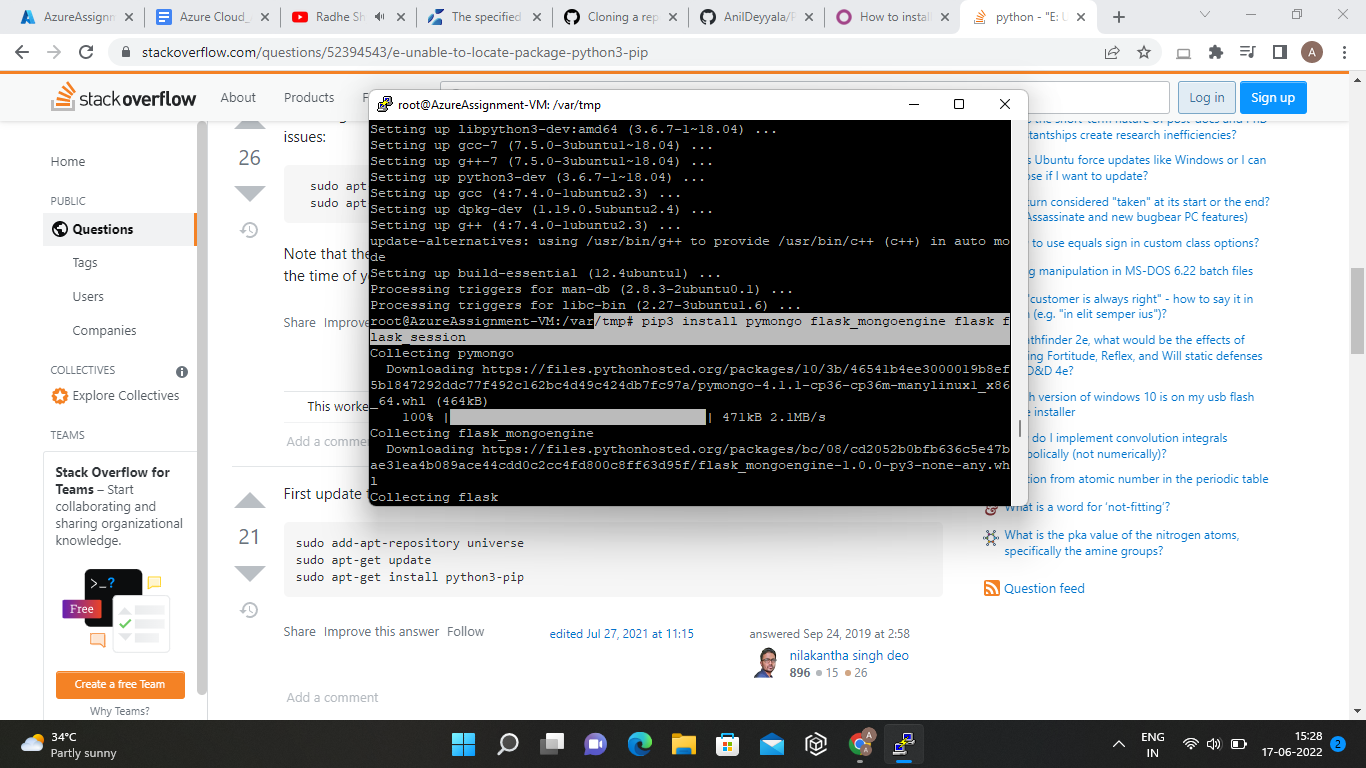 AzureAssignm
Azure Cloud_
Radhe Sh
The specified
Cloning a rep
AnilDeyyala/P
How to install
python - "E: U
stackoverflow.com/questions/52394543/e-unable-to-locate-package-python3-pip
A
stackoverflow
About
Products
Log in
Sign up
Home
PUBLIC
Questions
Tags
Users
Companies
COLLECTIVES
Explore Collectives
TEAMS
Stack Overflow for
Teams – Start
collaborating and
sharing organizational
knowledge.
>_?
Free
Create a free Team
Why Teams?
issues:
26
sudo apt
sudo apt
Note that the
the time of y
Share Improve
This worke
Add a comme
First update
21
sudo add-apt-repository universe
sudo apt-get update
sudo apt-get install python3-pip
Share Improve this answer Follow
edited Jul 27, 2021 at 11:15
answered Sep 24, 2019 at 2:58
nilakantha singh deo
896 15 26
Add a comment
root@AzureAssignment-VM: /var/tmp
Setting up libpython3-dev:amd64 (3.6.7-1~18.04) ...
Setting up gcc-7 (7.5.0-3ubuntu1~18.04) ...
Setting up g++-7 (7.5.0-3ubuntu1~18.04) ...
Setting up python3-dev (3.6.7-1~18.04) ...
Setting up gcc (4:7.4.0-1ubuntu2.3) ...
Setting up dpkg-dev (1.19.0.5ubuntu2.4) ...
Setting up g++ (4:7.4.0-1ubuntu2.3) ...
update-alternatives: using /usr/bin/g++ to provide /usr/bin/c++ (c++) in auto mo
de
Setting up build-essential (12.4ubuntu1) ...
Processing triggers for man-db (2.8.3-2ubuntu0.1) ...
Processing triggers for libc-bin (2.27-3ubuntu1.6) ...
root@AzureAssignment-VM:/var/tmp# pip3 install pymongo flask_mongoengine flask f
lask_session
Collecting pymongo
Downloading https://files.pythonhosted.org/packages/10/3b/46541b4ee3000019b8ef
5b1847292ddc77f492c162bc4d49c424db7fc97a/pymongo-4.1.1-cp36-cp36m-manylinux1_x86
_64.whl (464kB)
100% | | 471kB 2.1MB/s
Collecting flask_mongoengine
Downloading https://files.pythonhosted.org/packages/bc/08/cd2052b0bfb636c5e47b
ae31ea4b089ace44cdd0c2cc4fd800c8ff63d95f/flask_mongoengine-1.0.0-py3-none-any.wh
l
Collecting flask
stantships create research inefficiencies?
s Ubuntu force updates like Windows or I can
se if I want to update?
urn considered "taken" at its start or the end?
Assassinate and new bugbear PC features)
to use equals sign in custom class options?
g manipulation in MS-DOS 6.22 batch files
"customer is always right" - how to say it in
(e.g. "in elit semper ius")?
athfinder 2e, what would be the effects of
ing Fortitude, Reflex, and Will static defenses
D&D 4e?
h version of windows 10 is on my usb flash
e installer
do I implement convolution integrals
bolically (not numerically)?
tion from atomic number in the periodic table
What is a word for 'not-fitting'?
What is the pka value of the nitrogen atoms,
specifically the amine groups?
Question feed
34°C
Partly sunny
ENG
IN
15:28
17-06-2022
2